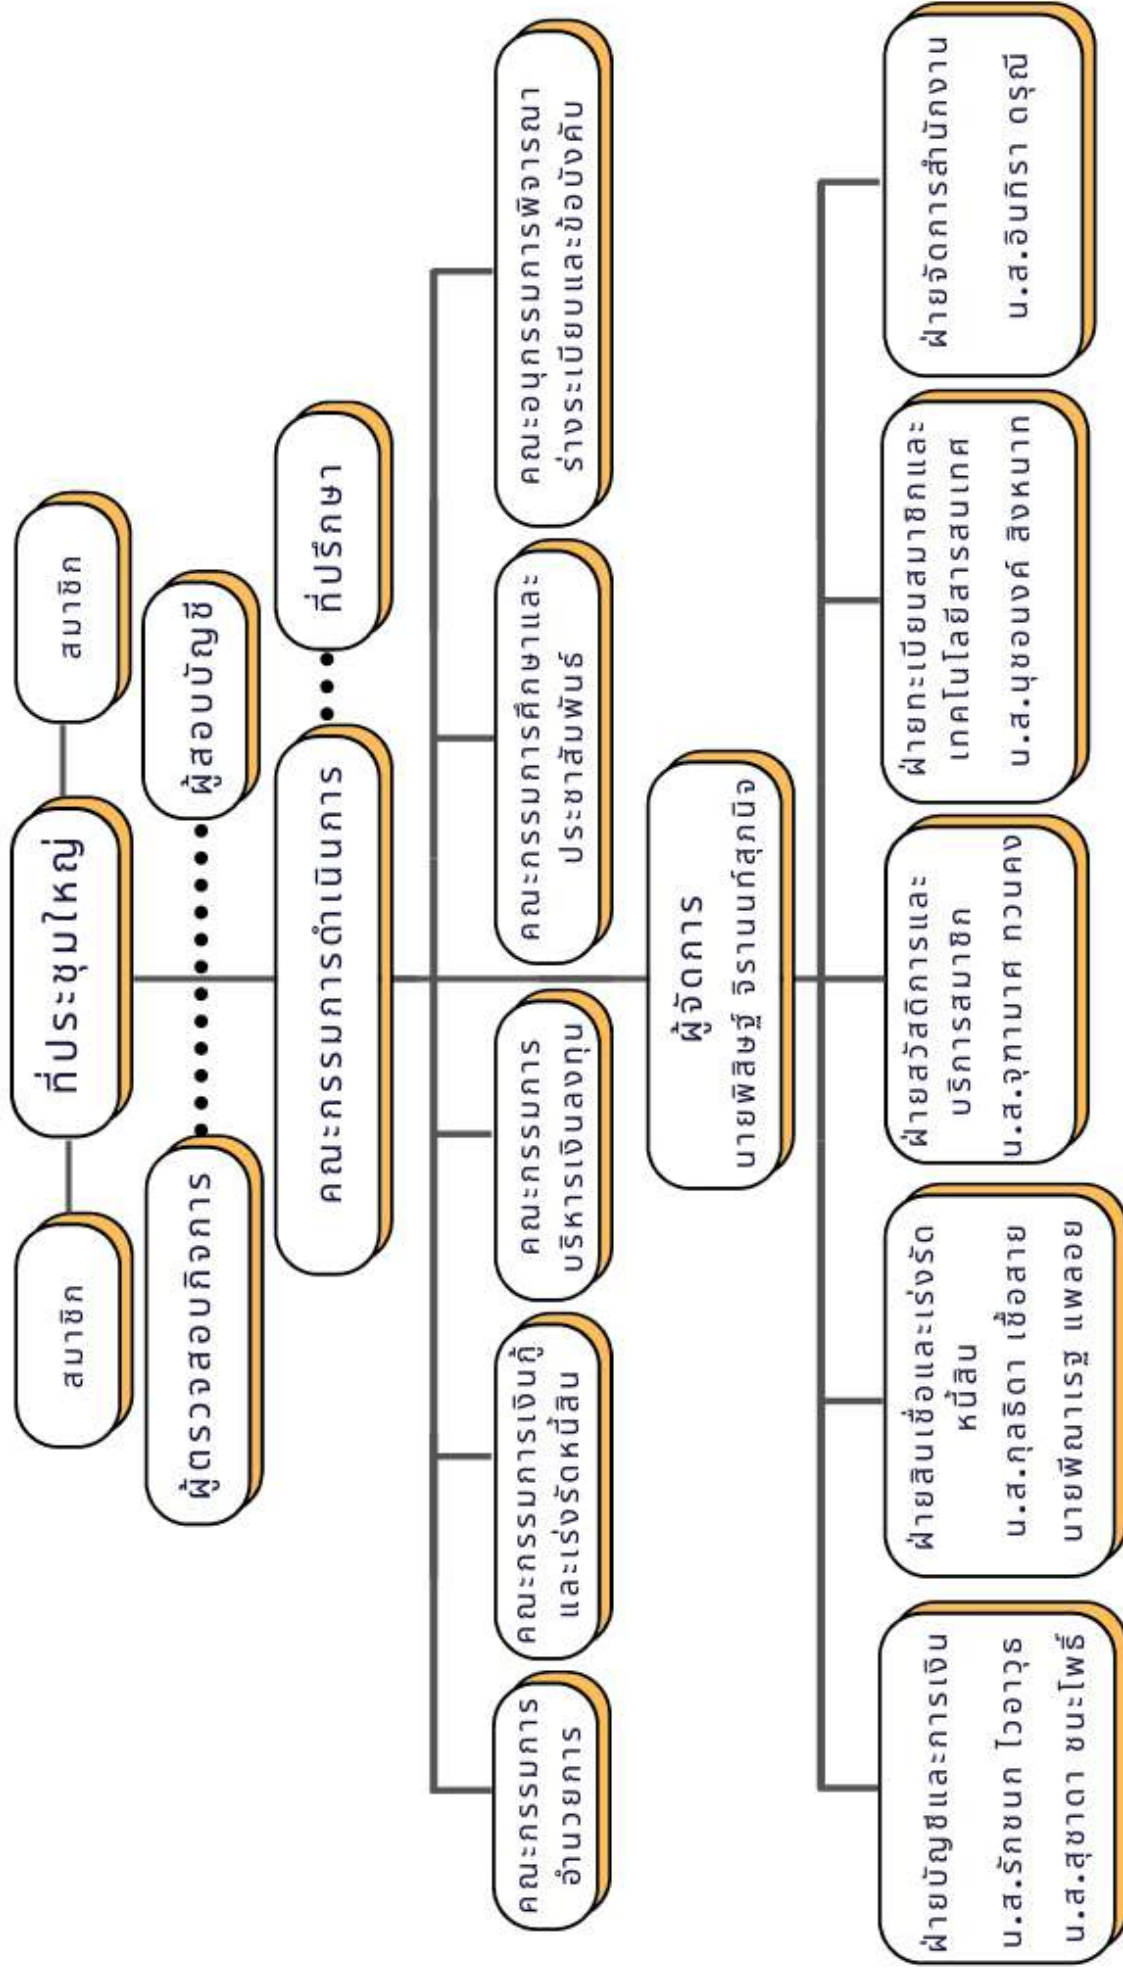 สมาชิก
ที่ประชุมใหญ่
สมาชิก
ผู้ตรวจสอบกิจการ
ผู้สอบบัญชี
คณะกรรมการดำเนินการ
ที่ปรึกษา
คณะกรรมการ
อำนวยการ
คณะกรรมการเงินกู้
และเร่งรัดหนี้สิน
คณะกรรมการ
บริหารเงินลงทุน
คณะกรรมการศึกษาและ
ประชาสัมพันธ์
คณะอนุกรรมการพิจารณา
ร่างระเบียบและข้อบังคับ
ผู้จัดการ
นายพิสิษฐ์ จิรานนท์สุภกิจ
ฝ่ายบัญชีและการเงิน
น.ส.รักชนก ไวอาวุธ
น.ส.สุชาดา ชนะโพธิ์
ฝ่ายสินเชื่อและเร่งรัด
หนี้สิน
น.ส.กุลธิดา เชื้อสาย
นายพีณาเรฐ แพลอย
ฝ่ายสวัสดิการและ
บริการสมาชิก
น.ส.จุฑามาศ ทวนคง
ฝ่ายทะเบียนสมาชิกและ
เทคโนโลยีสารสนเทศ
น.ส.นุชอนงค์ สิงหนาท
ฝ่ายจัดการสำนักงาน
น.ส.อินทิรา ดรุณี